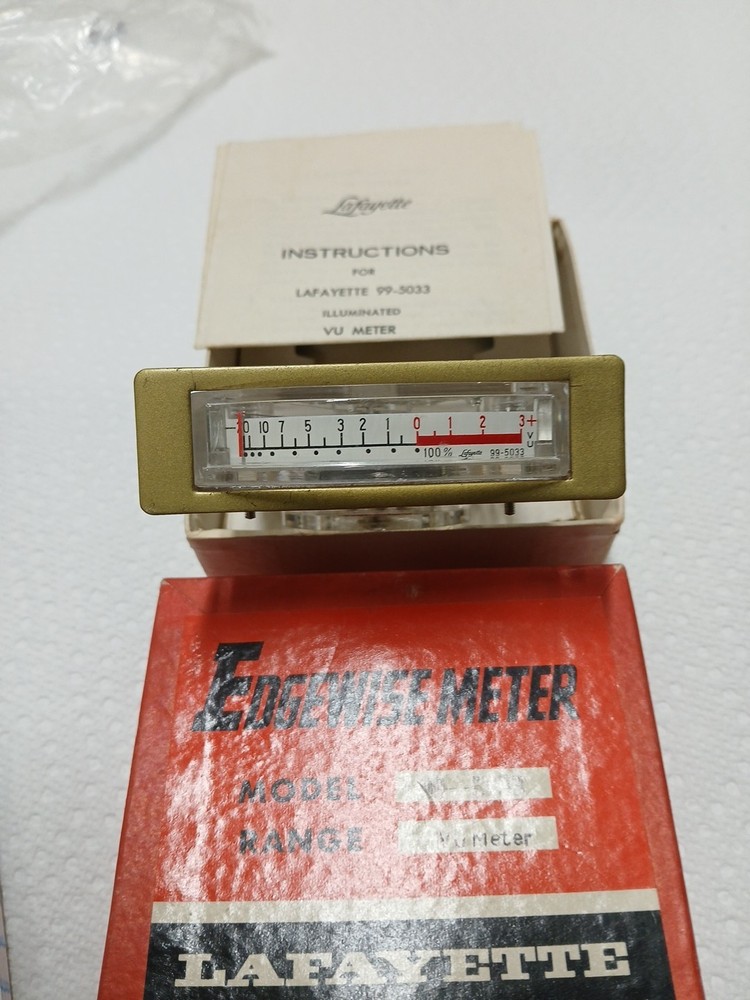 Lafayette
INSTRUCTIONS
FOR
LAFAYETTE 99-5033
ILLUMINATED
VU METER
10 7 5 3 2 1 0 1 2 3+
VU
100% Lafayette 99-5033
EDGEWISE METER
MODEL
RANGE VU Meter
LAFAYETTE